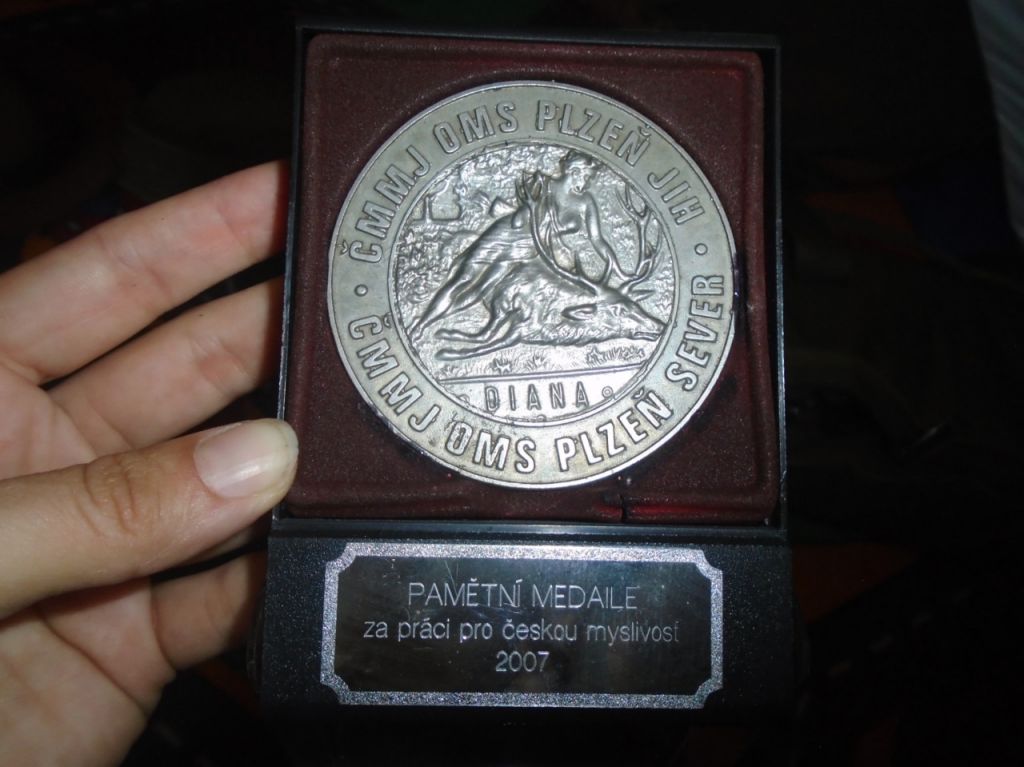 ČMMJ OMS PLZEŇ JIH
ČMMJ OMS PLZEŇ SEVER
DIANA
PAMĚTNÍ MEDAILE
za práci pro českou myslivost
2007